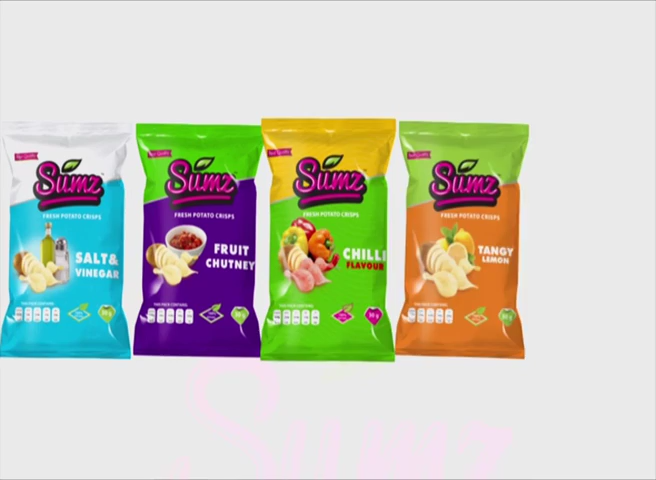 Sumz
FRESH POTATO CRISPS
SALT&
VINEGAR
Sumz
FRESH POTATO CRISPS
FRUIT
CHUTNEY
Sumz
FRESH POTATO CRISPS
CHILLI
FLAVOUR
Sumz
FRESH POTATO CRISPS
TANGY
LEMON
Sumz